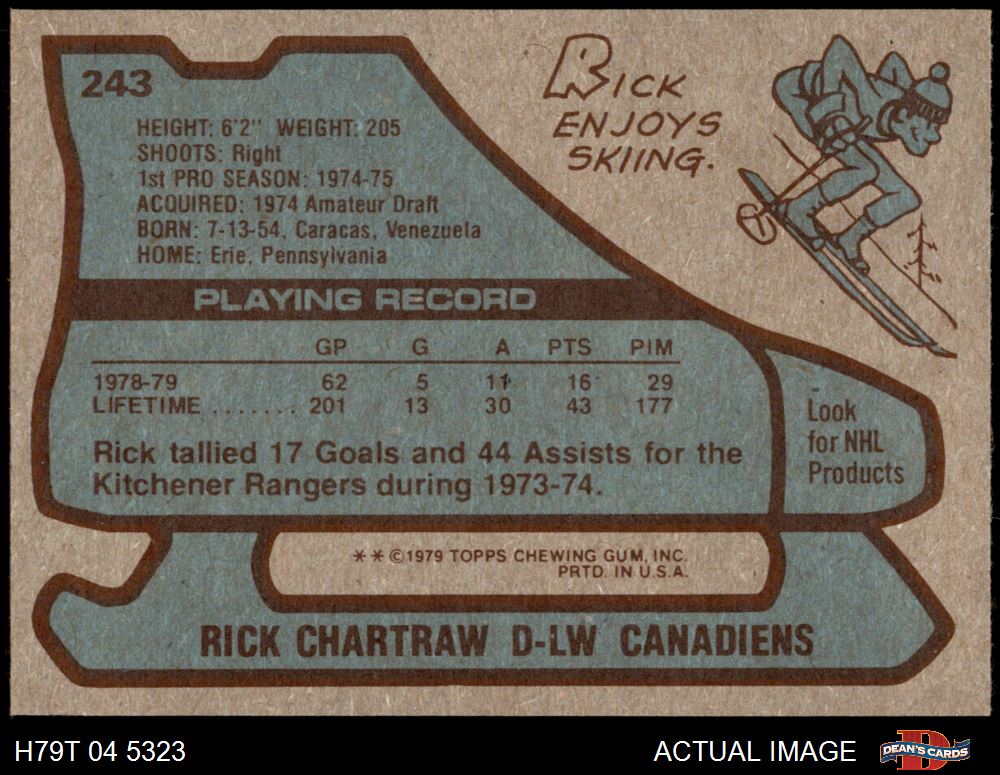 243
HEIGHT: 6'2" WEIGHT: 205
SHOOTS: Right
1st PRO SEASON: 1974-75
ACQUIRED: 1974 Amateur Draft
BORN: 7-13-54, Caracas, Venezuela
HOME: Erie, Pennsylvania
RICK
ENJOYS
SKIING.
PLAYING RECORD
GP G A PTS PIM
1978-79 62 5 11 16 29
LIFETIME ....... 201 13 30 43 177
Rick tallied 17 Goals and 44 Assists for the
Kitchener Rangers during 1973-74.
Look
for NHL
Products
**©1979 TOPPS CHEWING GUM, INC.
PRTD. IN U.S.A.
RICK CHARTRAW D-LW CANADIENS
H79T 04 5323 ACTUAL IMAGE
D DEAN'S CARDS